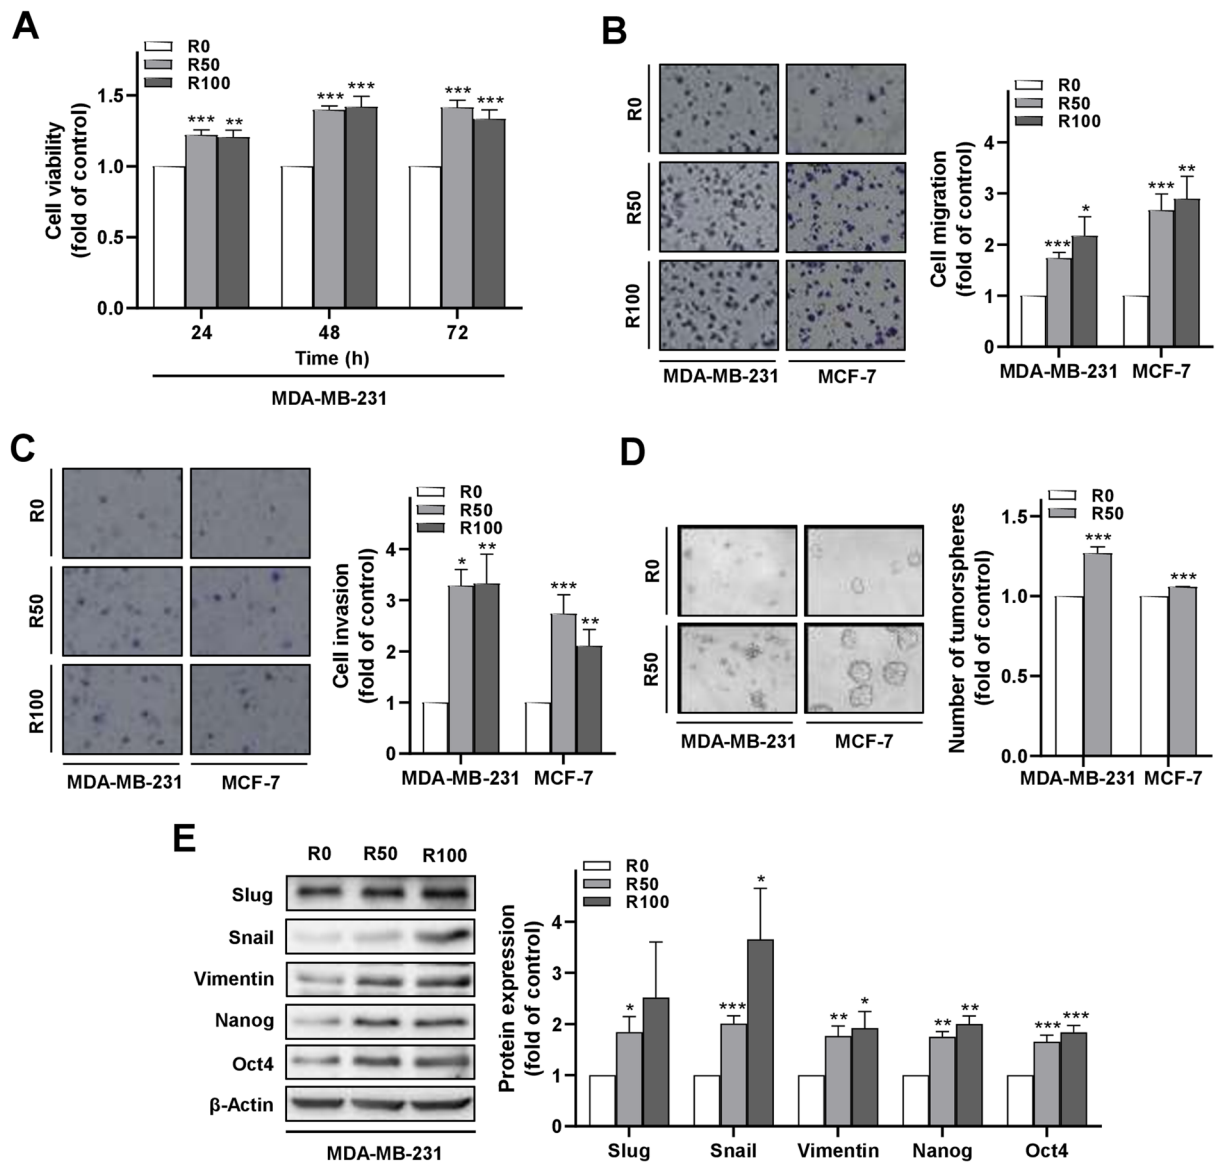 A
R0
R50
R100
Cell viability
(fold of control)
1.5
1.0
0.5
0.0
***
**
***
***
***
***
24
48
72
Time (h)
MDA-MB-231
B
R0
R50
R100
MDA-MB-231
MCF-7
R0
R50
R100
Cell migration
(fold of control)
4
3
2
1
0
***
*
***
**
MDA-MB-231
MCF-7
C
R0
R50
R100
MDA-MB-231
MCF-7
R0
R50
R100
Cell invasion
(fold of control)
4
3
2
1
0
*
**
***
**
MDA-MB-231
MCF-7
D
R0
R50
MDA-MB-231
MCF-7
R0
R50
Number of tumorspheres
(fold of control)
1.5
1.0
0.5
0.0
***
***
MDA-MB-231
MCF-7
E
R0
R50
R100
Slug
Snail
Vimentin
Nanog
Oct4
β-Actin
MDA-MB-231
R0
R50
R100
Protein expression
(fold of control)
4
3
2
1
0
*
***
*
**
*
**
**
***
***
Slug
Snail
Vimentin
Nanog
Oct4